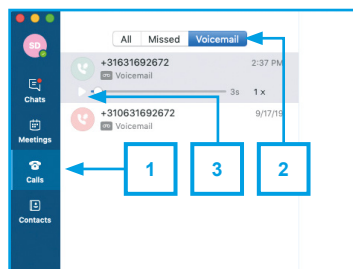 All Missed Voicemail
SD
+31631692672 2:37 PM
Voicemail
3s 1 x
Chats
+310631692672 9/17/19
Voicemail
Meetings
Calls
1 3 2
Contacts